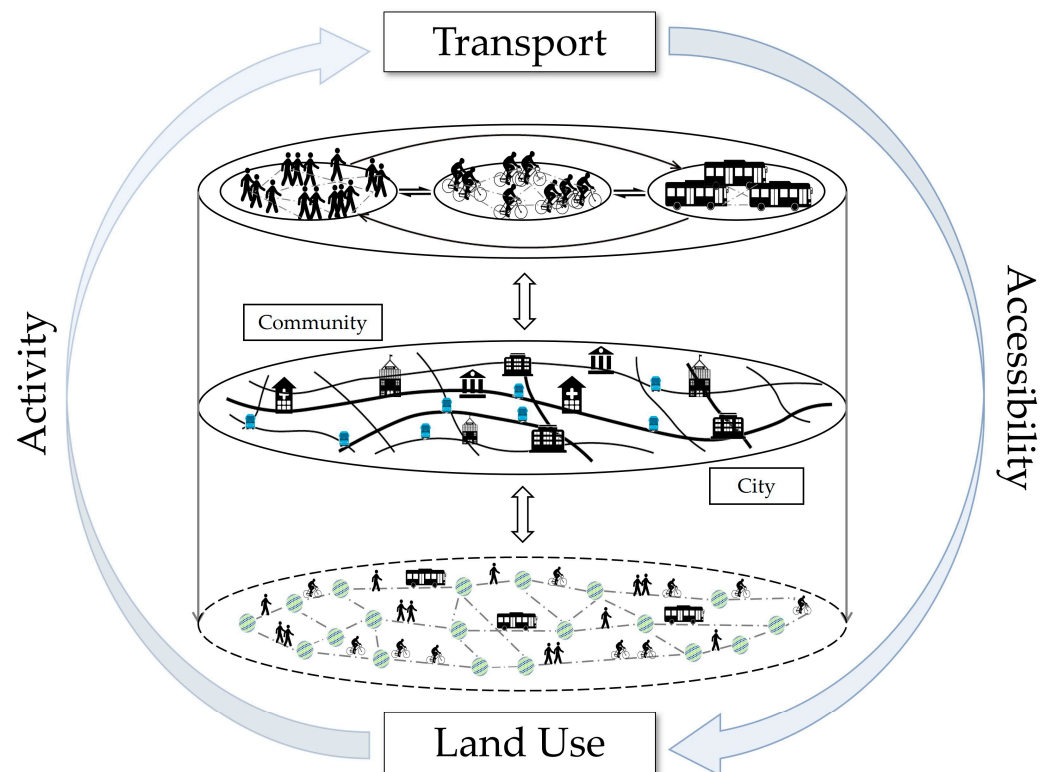 Transport
Activity
Accessibility
Community
City
Land Use